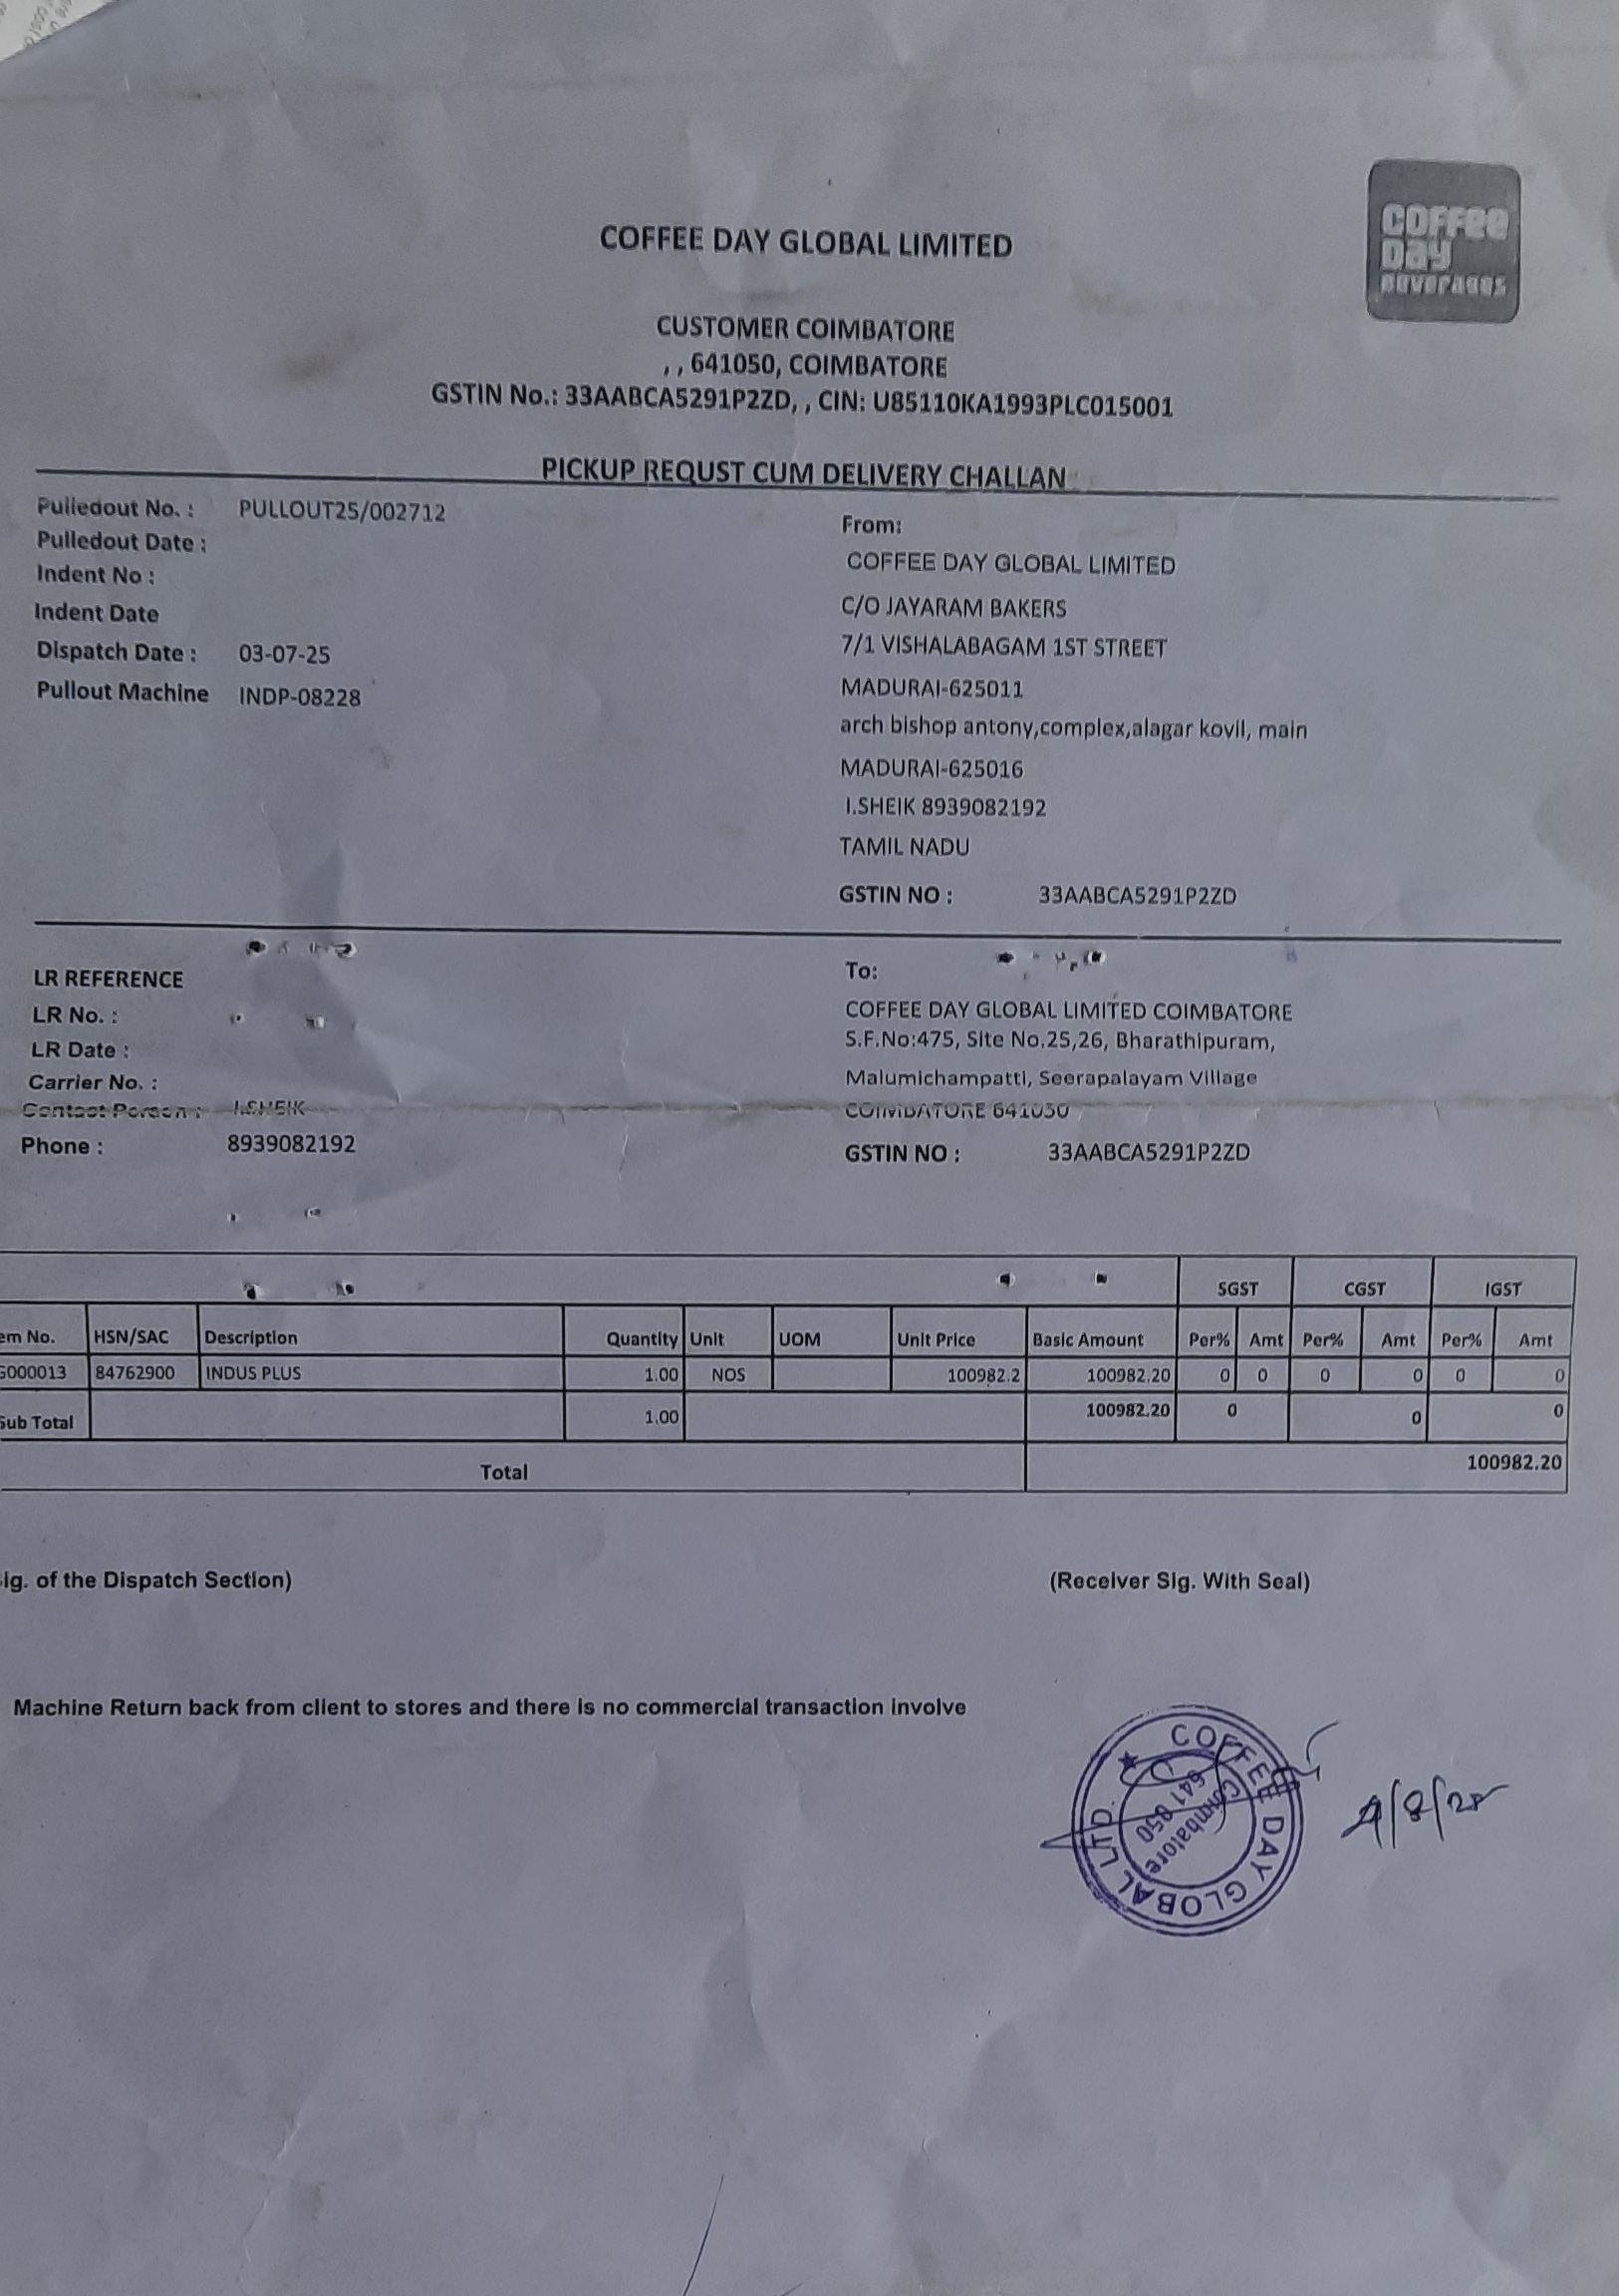 COFFEE DAY BEVERAGES
COFFEE DAY GLOBAL LIMITED
CUSTOMER COIMBATORE
, , 641050, COIMBATORE
GSTIN No.: 33AABCA5291P2ZD, , CIN: U85110KA1993PLC015001
PICKUP REQUST CUM DELIVERY CHALLAN
Pulledout No. : PULLOUT25/002712
Pulledout Date :
Indent No :
Indent Date
Dispatch Date : 03-07-25
Pullout Machine INDP-08228
From:
COFFEE DAY GLOBAL LIMITED
C/O JAYARAM BAKERS
7/1 VISHALABAGAM 1ST STREET
MADURAI-625011
arch bishop antony,complex,alagar kovil, main
MADURAI-625016
I.SHEIK 8939082192
TAMIL NADU
GSTIN NO : 33AABCA5291P2ZD
LR REFERENCE
LR No. :
LR Date :
Carrier No. :
Contact Person : I.SHEIK
Phone : 8939082192
To:
COFFEE DAY GLOBAL LIMITED COIMBATORE
S.F.No:475, Site No.25,26, Bharathipuram,
Malumichampatti, Seerapalayam Village
COIMBATORE 641050
GSTIN NO : 33AABCA5291P2ZD
SGST CGST IGST
em No. HSN/SAC Description Quantity Unit UOM Unit Price Basic Amount Per% Amt Per% Amt Per% Amt
G000013 84762900 INDUS PLUS 1.00 NOS 100982.2 100982.20 0 0 0 0 0 0
Sub Total 1.00 100982.20 0 0 0
Total 100982.20
ig. of the Dispatch Section) (Receiver Sig. With Seal)
Machine Return back from client to stores and there is no commercial transaction involve
COFFEE DAY GLOBAL LTD.
Coimbatore
641 050